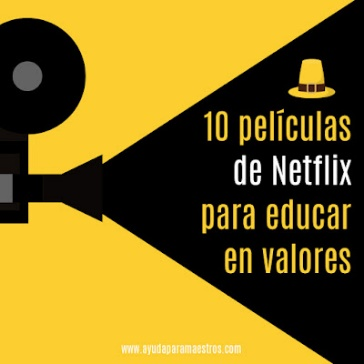 10 películas
de Netflix
para educar
en valores
www.ayudaparamaestros.com